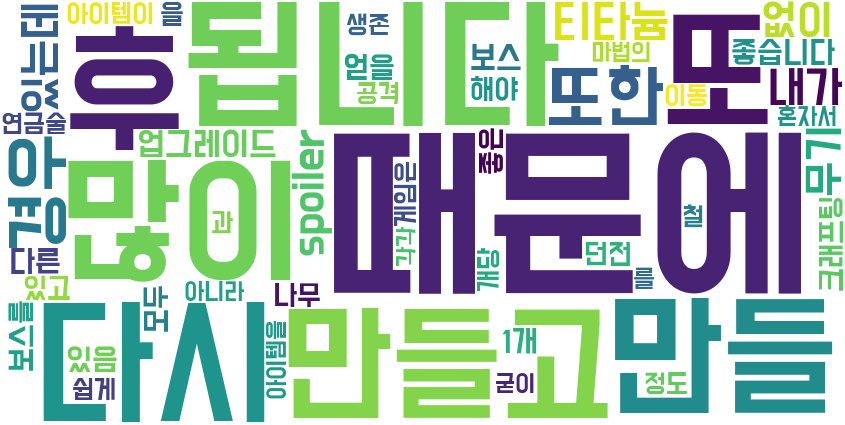 아이템이 을
됩니다
생존
티타늄
없이
있는데
후
얻을
보스
마법의
좋습니다
공격
해야
또한
또
이동
내가
연금술
혼자서
업그레이드
경우
많이
spoiler
때문에
좋은
게임은
각각
무기
크래프팅
과
철
다른
던전
개당
를
있고
아니라
나무
모두
보스를
다시
만들고
만들
아이템을
1개
있음
쉽게
굳이
정도